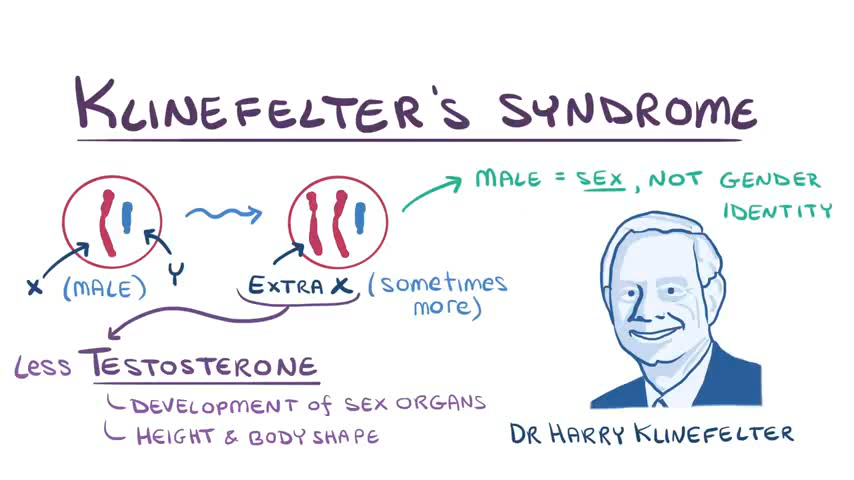 KLINEFELTER'S SYNDROME
MALE = SEX, NOT GENDER
IDENTITY
X (MALE) Y
EXTRA X (sometimes
more)
Less TESTOSTERONE
DEVELOPMENT of SEX ORGANS
HEIGHT & BODY SHAPE
DR HARRY KLINEFELTER